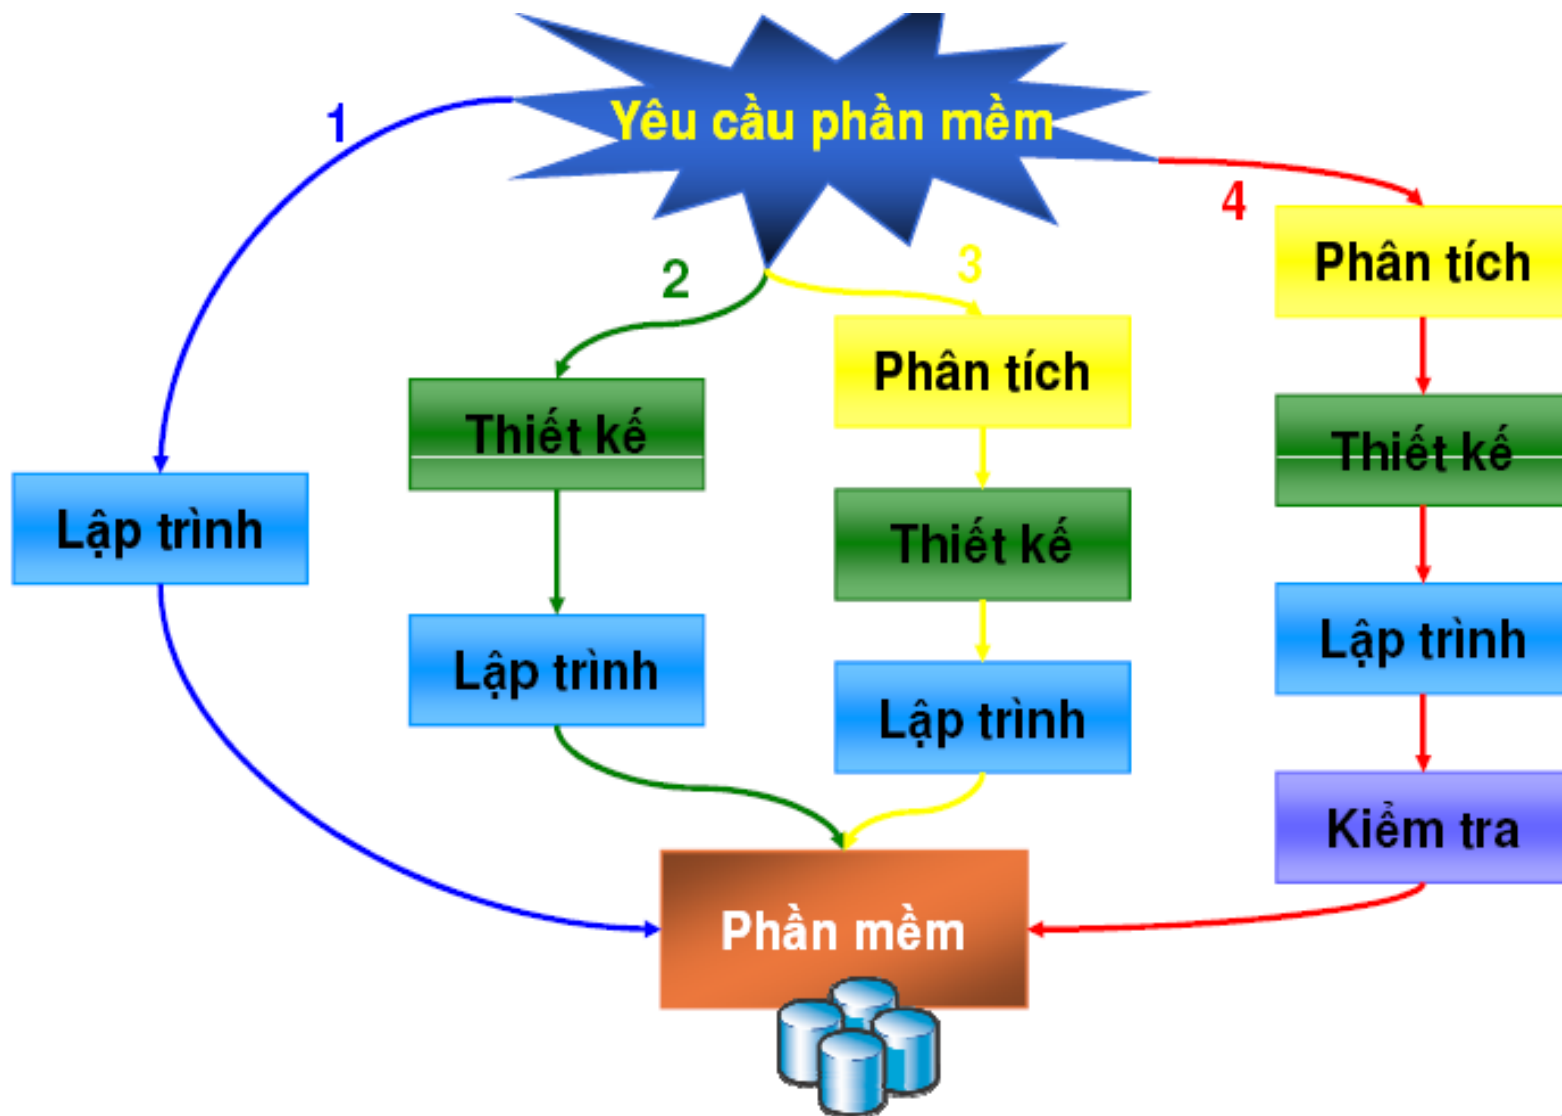 Yêu cầu phần mềm
1
2
3
4
Lập trình
Thiết kế
Lập trình
Phân tích
Thiết kế
Lập trình
Phân tích
Thiết kế
Lập trình
Kiểm tra
Phần mềm